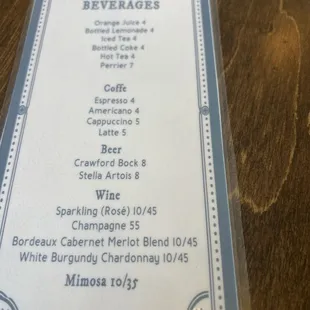 BEVERAGES
Orange Juice 4
Bottled Lemonade 4
Iced Tea 4
Bottled Coke 4
Hot Tea 4
Perrier 7
Coffe
Espresso 4
Americano 4
Cappuccino 5
Latte 5
Beer
Crawford Bock 8
Stella Artois 8
Wine
Sparkling (Rosé) 10/45
Champagne 55
Bordeaux Cabernet Merlot Blend 10/45
White Burgundy Chardonnay 10/45
Mimosa 10/35